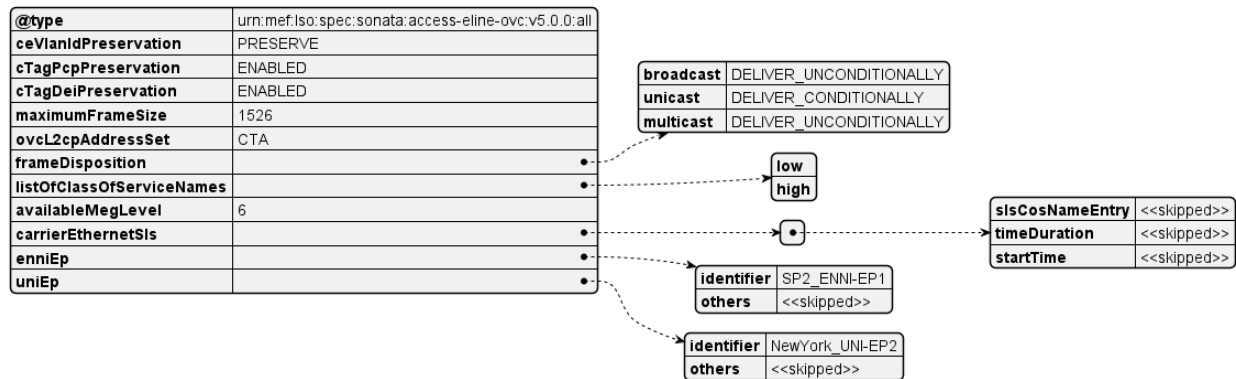 @type urn:mef:lso:spec:sonata:access-eline-ovc:v5.0.0:all
ceVlanIdPreservation PRESERVE
cTagPcpPreservation ENABLED
cTagDeiPreservation ENABLED
maximumFrameSize 1526
ovcL2cpAddressSet CTA
frameDisposition
listOfClassOfServiceNames
availableMegLevel 6
carrierEthernetSls
enniEp
uniEp
broadcast DELIVER_UNCONDITIONALLY
unicast DELIVER_CONDITIONALLY
multicast DELIVER_UNCONDITIONALLY
low
high
slsCosNameEntry <<skipped>>
timeDuration <<skipped>>
startTime <<skipped>>
identifier SP2_ENNI-EP1
others <<skipped>>
identifier NewYork_UNI-EP2
others <<skipped>>